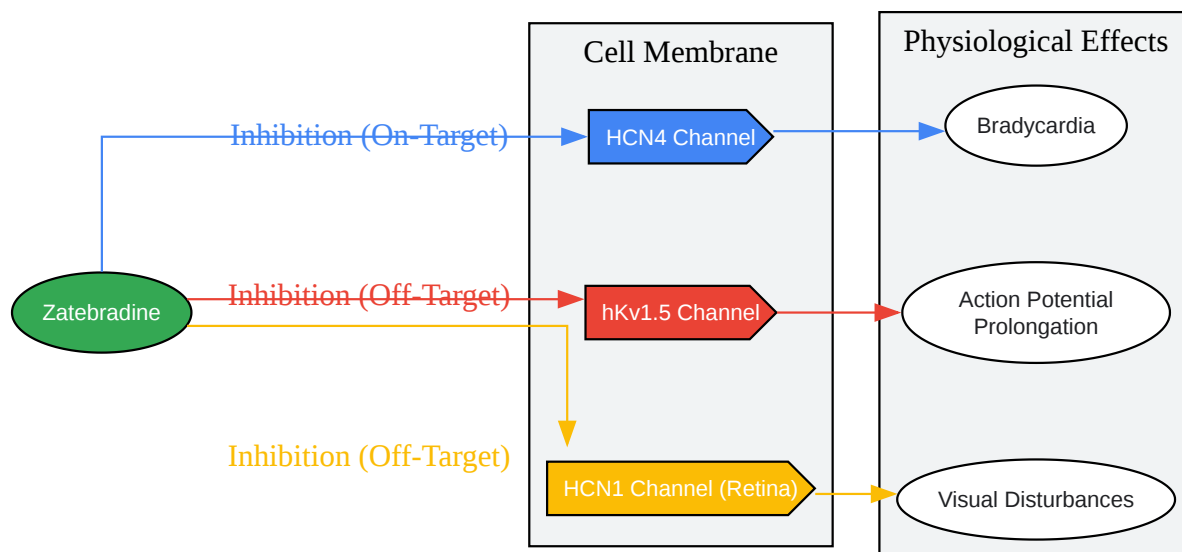 Cell Membrane
Physiological Effects
Inhibition (On-Target)
HCN4 Channel
Bradycardia
Zatebradine
Inhibition (Off-Target)
hKv1.5 Channel
Action Potential
Prolongation
Inhibition (Off-Target)
HCN1 Channel (Retina)
Visual Disturbances